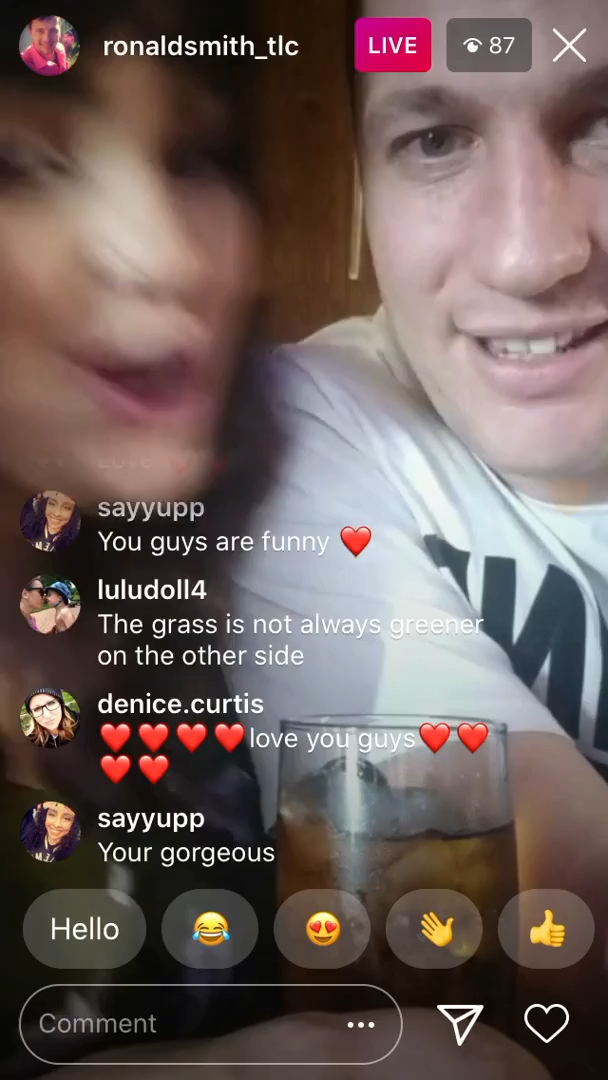 ronaldsmith_tlc LIVE 87
Love
sayyupp
You guys are funny ❤️
luludoll4
The grass is not always greener
on the other side
denice.curtis
❤️❤️❤️❤️love you guys❤️❤️
❤️❤️
sayyupp
Your gorgeous
Hello 😂 😍 👋 👍
Comment